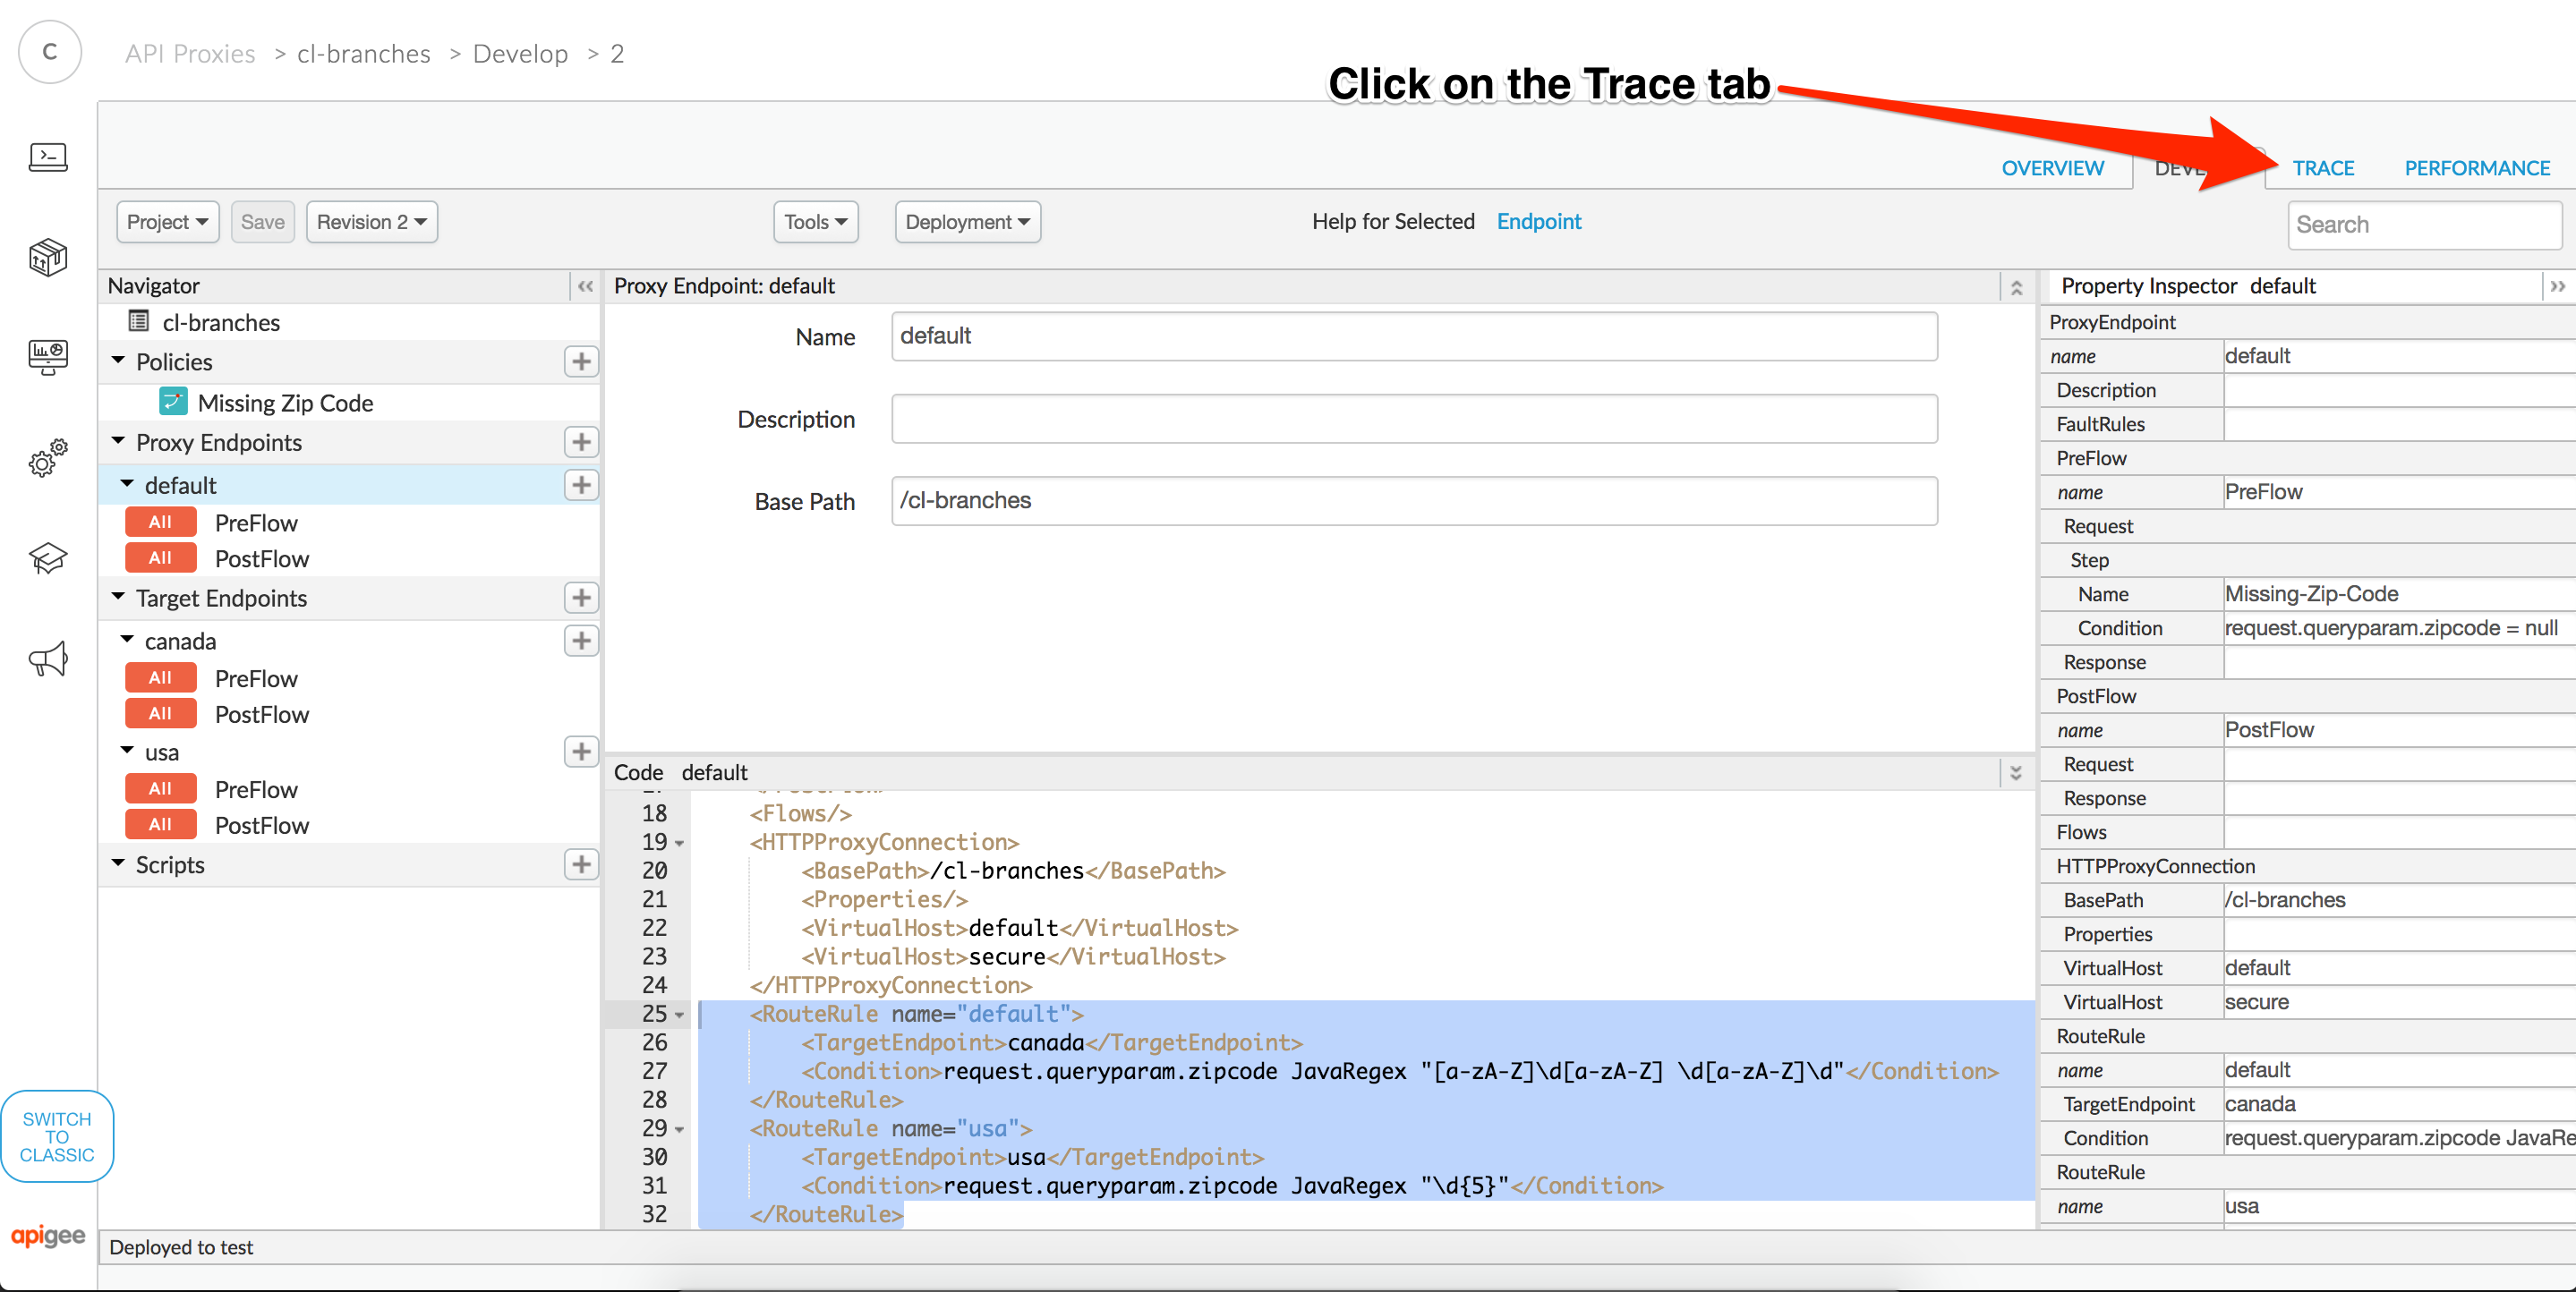 C
API Proxies > cl-branches > Develop > 2
Click on the Trace tab
OVERVIEW
TRACE
PERFORMANCE
Project
Save
Revision 2
Tools
Deployment
Help for Selected Endpoint
Search
Navigator
cl-branches
Policies
Missing Zip Code
Proxy Endpoints
default
All PreFlow
All PostFlow
Target Endpoints
canada
All PreFlow
All PostFlow
usa
All PreFlow
All PostFlow
Scripts
Proxy Endpoint: default
Name default
Description
Base Path /cl-branches
Code default
18 <Flows/>
19 <HTTPProxyConnection>
20 <BasePath>/cl-branches</BasePath>
21 <Properties/>
22 <VirtualHost>default</VirtualHost>
23 <VirtualHost>secure</VirtualHost>
24 </HTTPProxyConnection>
25 <RouteRule name="default">
26 <TargetEndpoint>canada</TargetEndpoint>
27 <Condition>request.queryparam.zipcode JavaRegex "[a-zA-Z]\d[a-zA-Z] \d[a-zA-Z]\d"</Condition>
28 </RouteRule>
29 <RouteRule name="usa">
30 <TargetEndpoint>usa</TargetEndpoint>
31 <Condition>request.queryparam.zipcode JavaRegex "\d{5}"</Condition>
32 </RouteRule>
Property Inspector default
ProxyEndpoint
name default
Description
FaultRules
PreFlow
name PreFlow
Request
Step
Name Missing-Zip-Code
Condition request.queryparam.zipcode = null
Response
PostFlow
name PostFlow
Request
Response
Flows
HTTPProxyConnection
BasePath /cl-branches
Properties
VirtualHost default
VirtualHost secure
RouteRule
name default
TargetEndpoint canada
Condition request.queryparam.zipcode JavaRe
RouteRule
name usa
SWITCH
TO
CLASSIC
apigee
Deployed to test